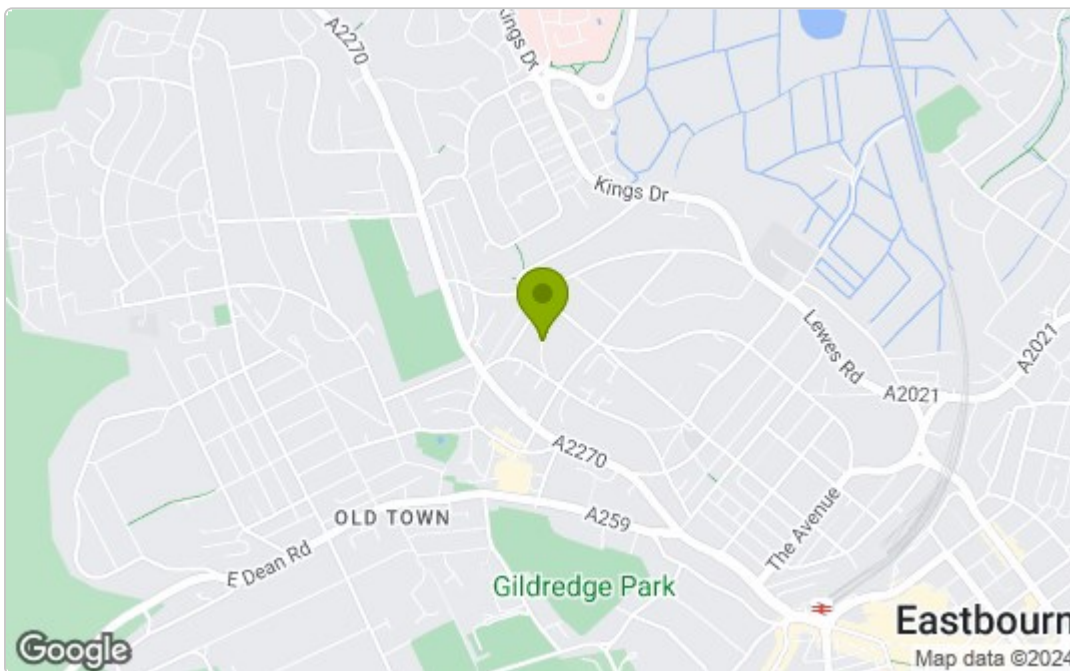 A2270
Kings Dr
Kings Dr
Lewes Rd
A2021
A2021
A2270
OLD TOWN
A259
The Avenue
E Dean Rd
Gildredge Park
Eastbourn
Google
Map data ©2024